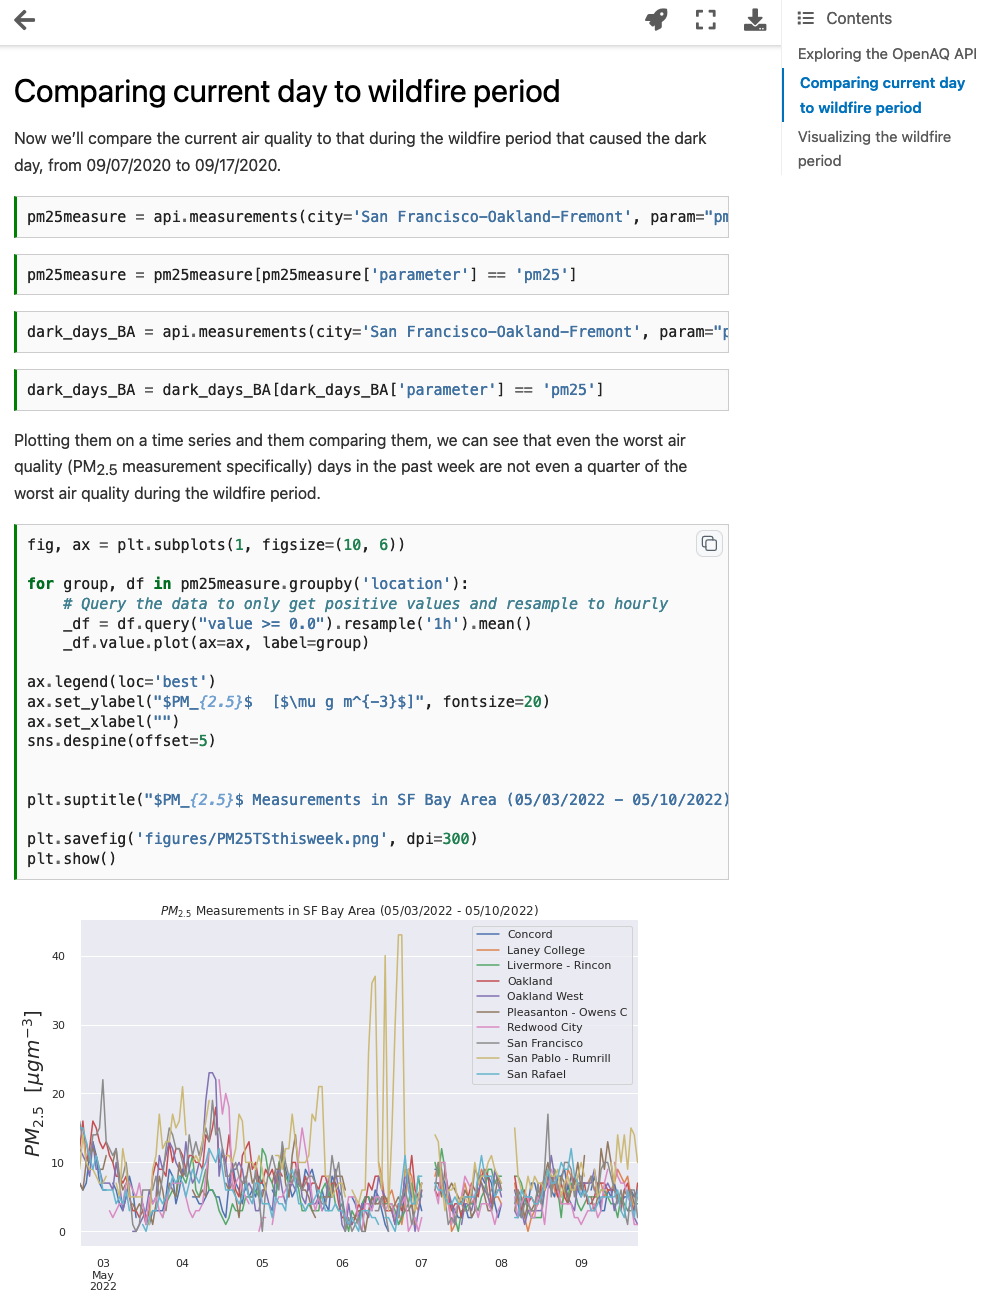 Contents
Exploring the OpenAQ API
Comparing current day
to wildfire period
Visualizing the wildfire
period
Comparing current day to wildfire period
Now we'll compare the current air quality to that during the wildfire period that caused the dark
day, from 09/07/2020 to 09/17/2020.
pm25measure = api.measurements(city='San Francisco-Oakland-Fremont', param="pm
pm25measure = pm25measure[pm25measure['parameter'] == 'pm25']
dark_days_BA = api.measurements(city='San Francisco-Oakland-Fremont', param="p
dark_days_BA = dark_days_BA[dark_days_BA['parameter'] == 'pm25']
Plotting them on a time series and them comparing them, we can see that even the worst air
quality (PM2.5 measurement specifically) days in the past week are not even a quarter of the
worst air quality during the wildfire period.
fig, ax = plt.subplots(1, figsize=(10, 6))
for group, df in pm25measure.groupby('location'):
    # Query the data to only get positive values and resample to hourly
    _df = df.query("value >= 0.0").resample('1h').mean()
    _df.value.plot(ax=ax, label=group)
ax.legend(loc='best')
ax.set_ylabel("$PM_{2.5}$  [$\mu g m^{-3}$]", fontsize=20)
ax.set_xlabel("")
sns.despine(offset=5)
plt.suptitle("$PM_{2.5}$ Measurements in SF Bay Area (05/03/2022 - 05/10/2022)
plt.savefig('figures/PM25TSthisweek.png', dpi=300)
plt.show()
PM2.5 Measurements in SF Bay Area (05/03/2022 - 05/10/2022)
PM2.5 [μgm−3]
40
30
20
10
0
Concord
Laney College
Livermore - Rincon
Oakland
Oakland West
Pleasanton - Owens C
Redwood City
San Francisco
San Pablo - Rumrill
San Rafael
03 04 05 06 07 08 09
May
2022